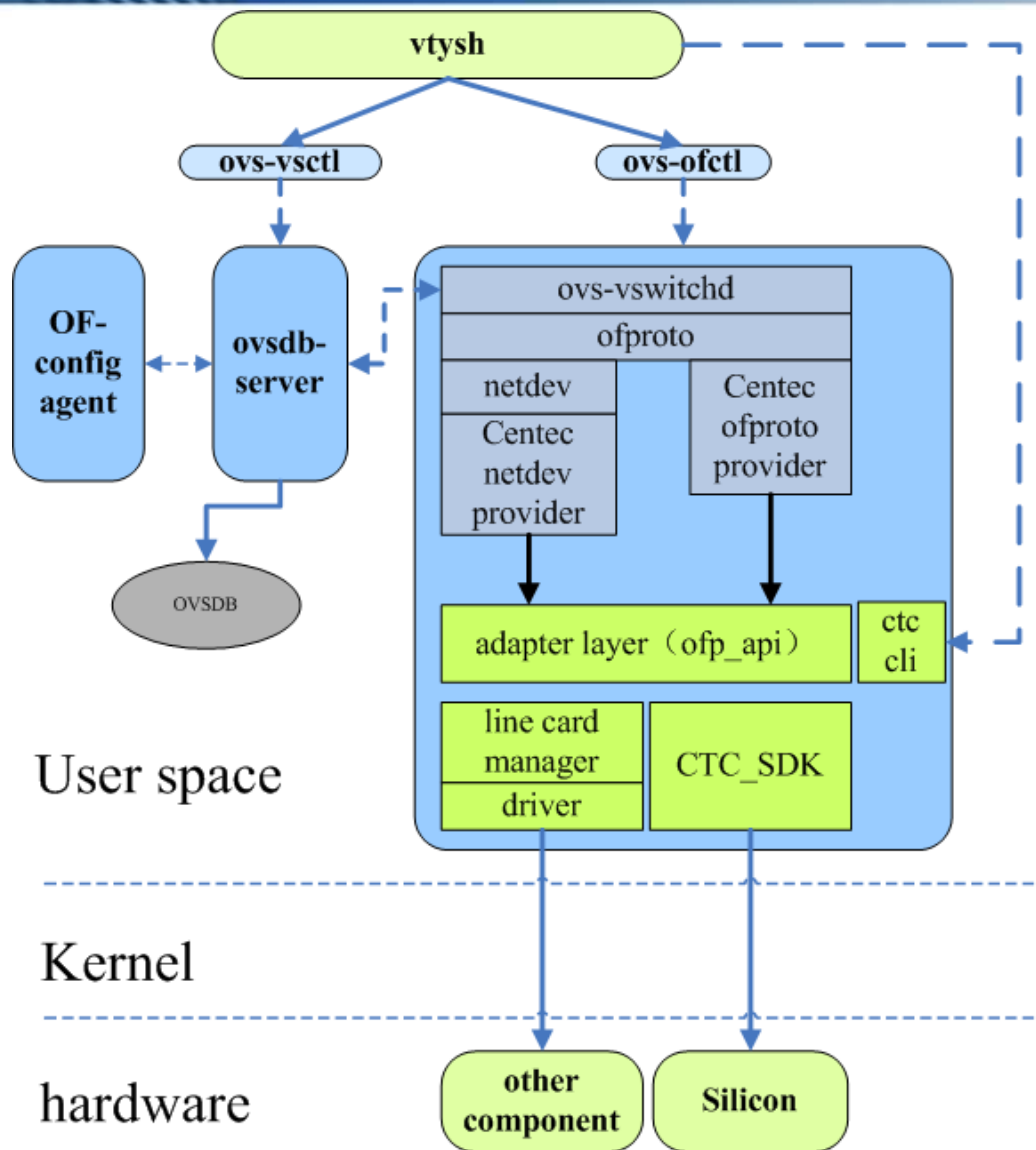 vtysh
ovs-vsctl
ovs-ofctl
OF-
config
agent
ovsdb-
server
ovs-vswitchd
ofproto
netdev
Centec
netdev
provider
Centec
ofproto
provider
OVSDB
adapter layer（ofp_api）
ctc
cli
line card
manager
driver
CTC_SDK
User space
Kernel
hardware
other
component
Silicon